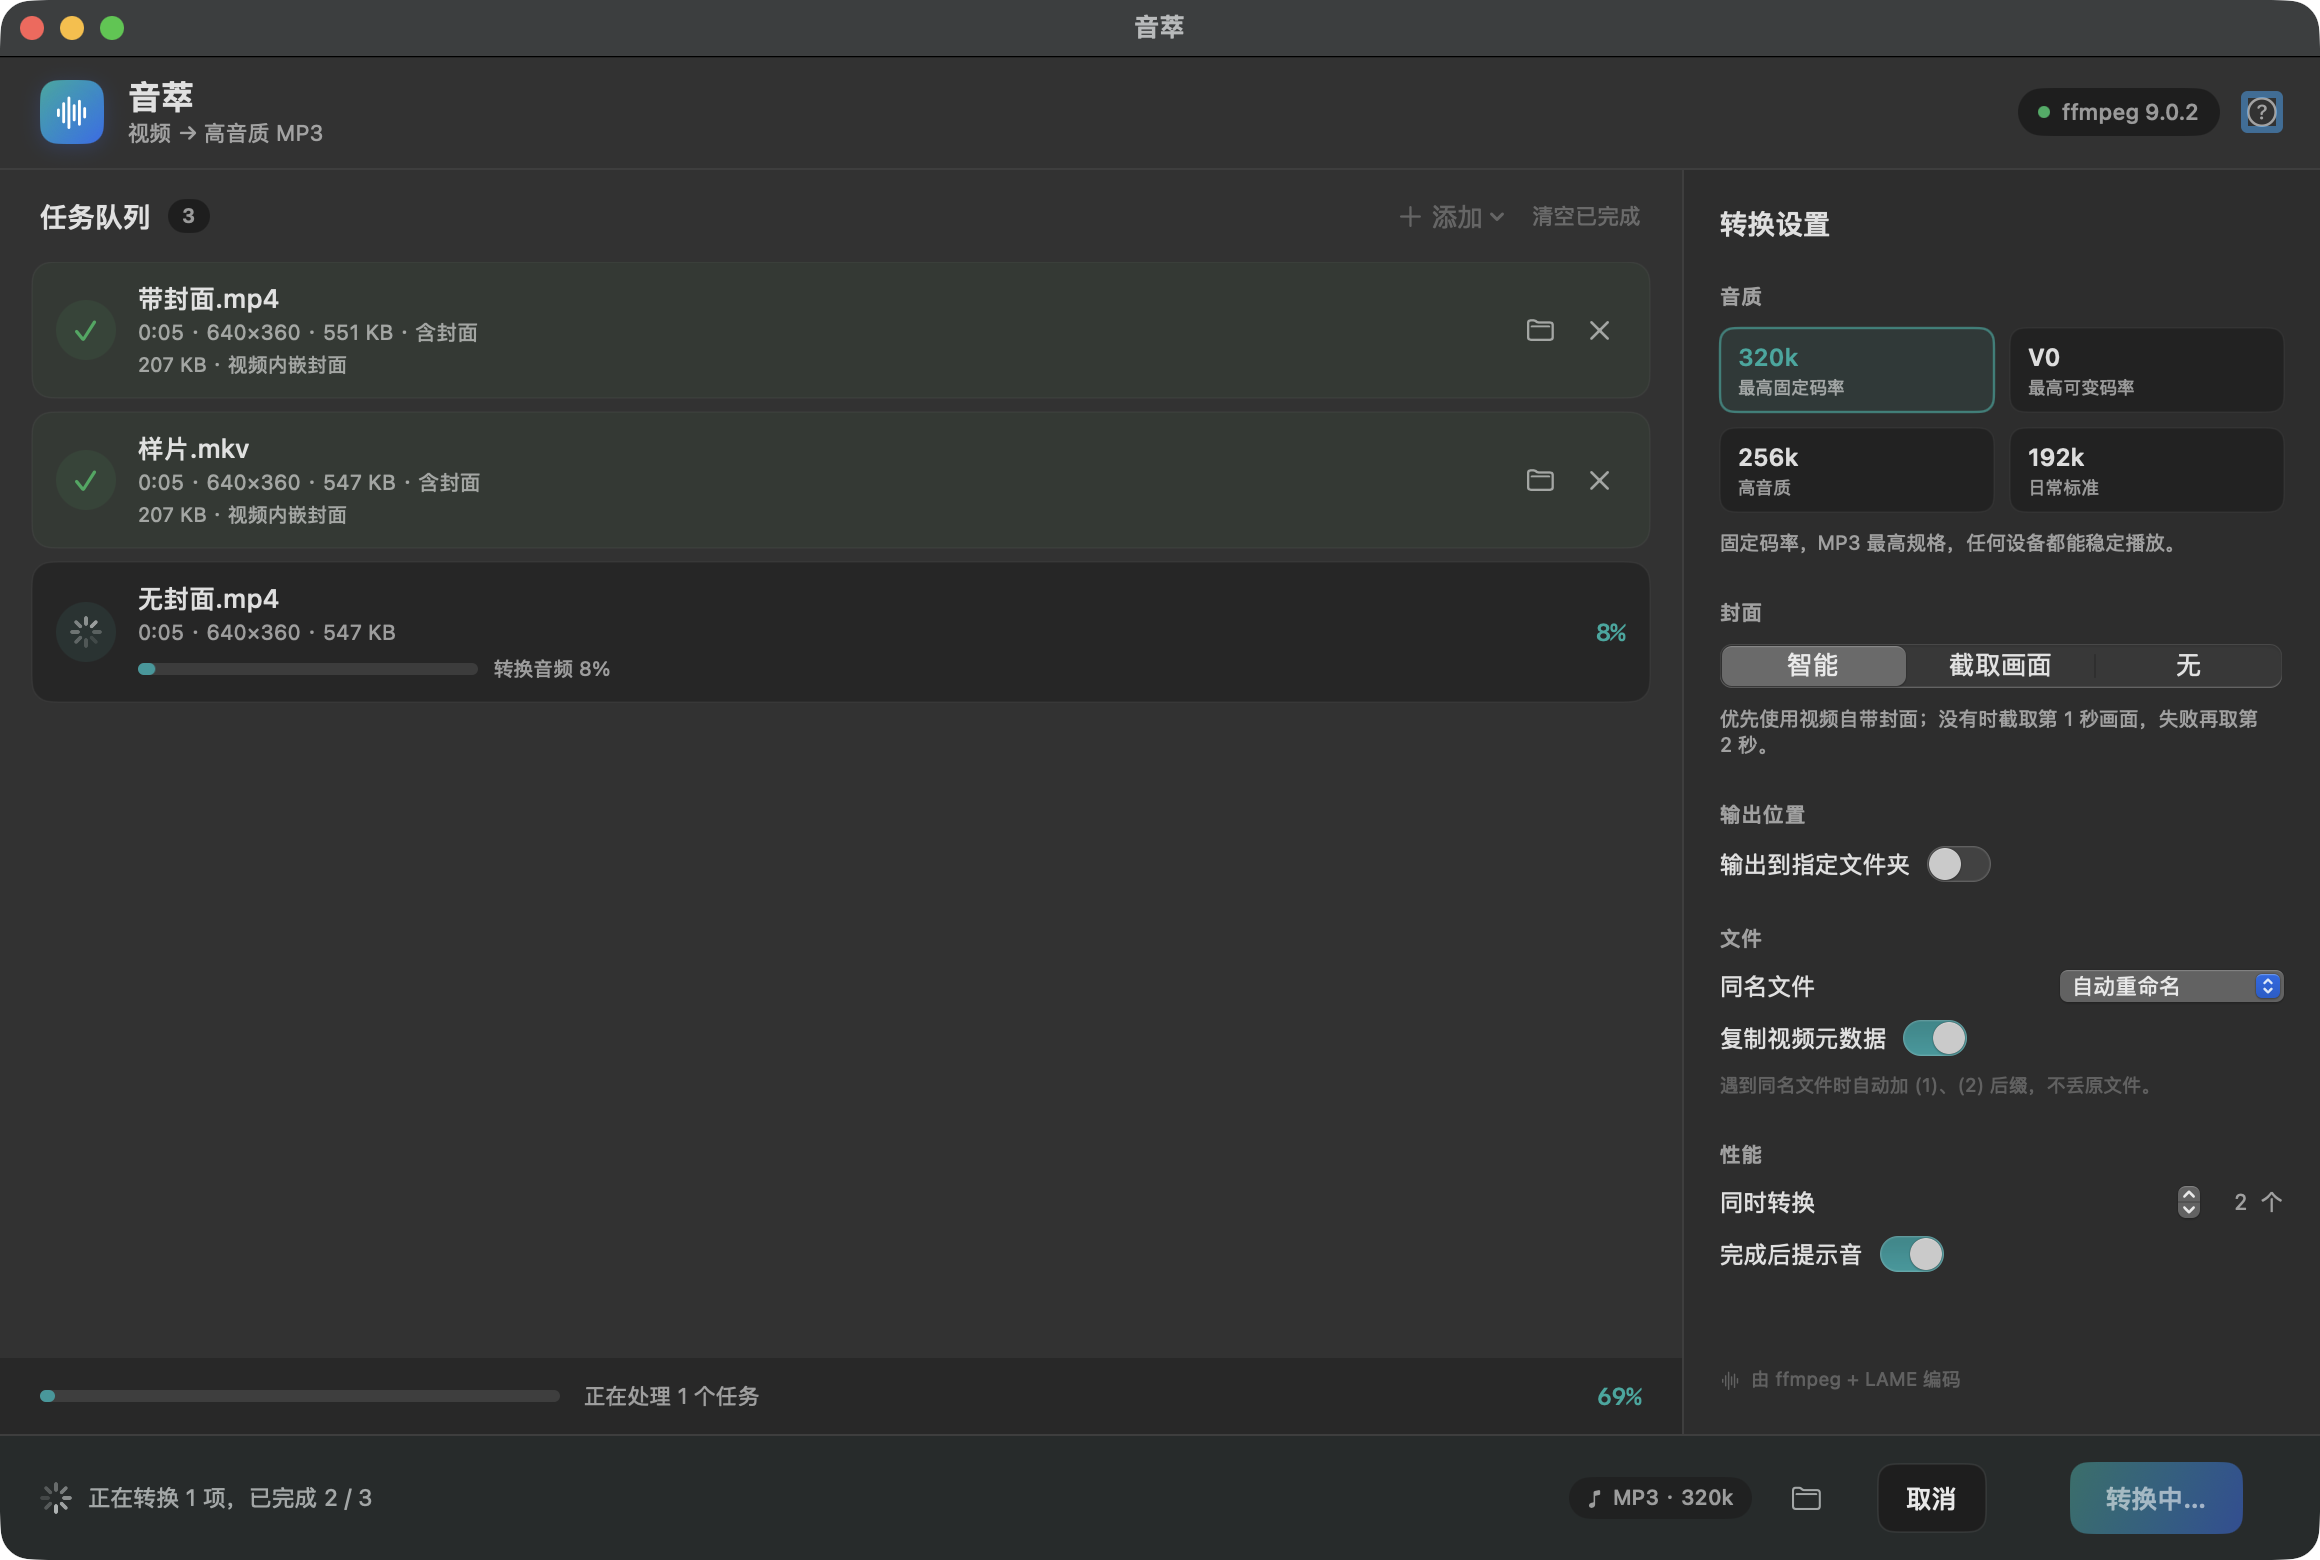 音萃
音萃
视频 → 高音质 MP3
ffmpeg 9.0.2
任务队列 3
添加
清空已完成
带封面.mp4
0:05 · 640×360 · 551 KB · 含封面
207 KB · 视频内嵌封面
样片.mkv
0:05 · 640×360 · 547 KB · 含封面
207 KB · 视频内嵌封面
无封面.mp4
0:05 · 640×360 · 547 KB
转换音频 8%
8%
正在处理 1 个任务
69%
转换设置
音质
320k
最高固定码率
V0
最高可变码率
256k
高音质
192k
日常标准
固定码率，MP3 最高规格，任何设备都能稳定播放。
封面
智能
截取画面
无
优先使用视频自带封面；没有时截取第 1 秒画面，失败再取第
2 秒。
输出位置
输出到指定文件夹
文件
同名文件
自动重命名
复制视频元数据
遇到同名文件时自动加 (1)、(2) 后缀，不丢原文件。
性能
同时转换
2 个
完成后提示音
由 ffmpeg + LAME 编码
正在转换 1 项，已完成 2 / 3
MP3 · 320k
取消
转换中...